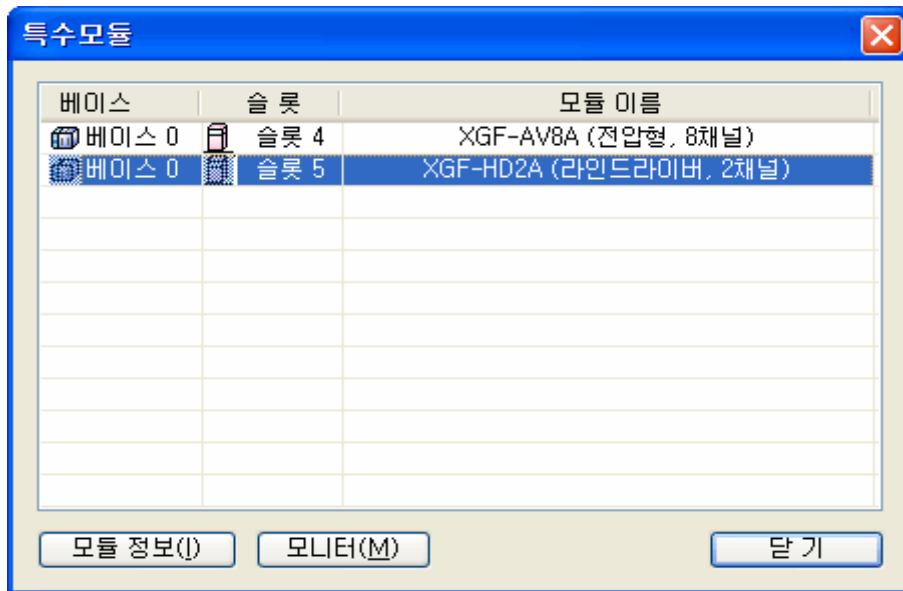 특수모듈
베이스 슬 롯 모듈 이름
베이스 0 슬롯 4 XGF-AV8A (전압형, 8채널)
베이스 0 슬롯 5 XGF-HD2A (라인드라이버, 2채널)
모듈 정보(I) 모니터(M) 닫 기